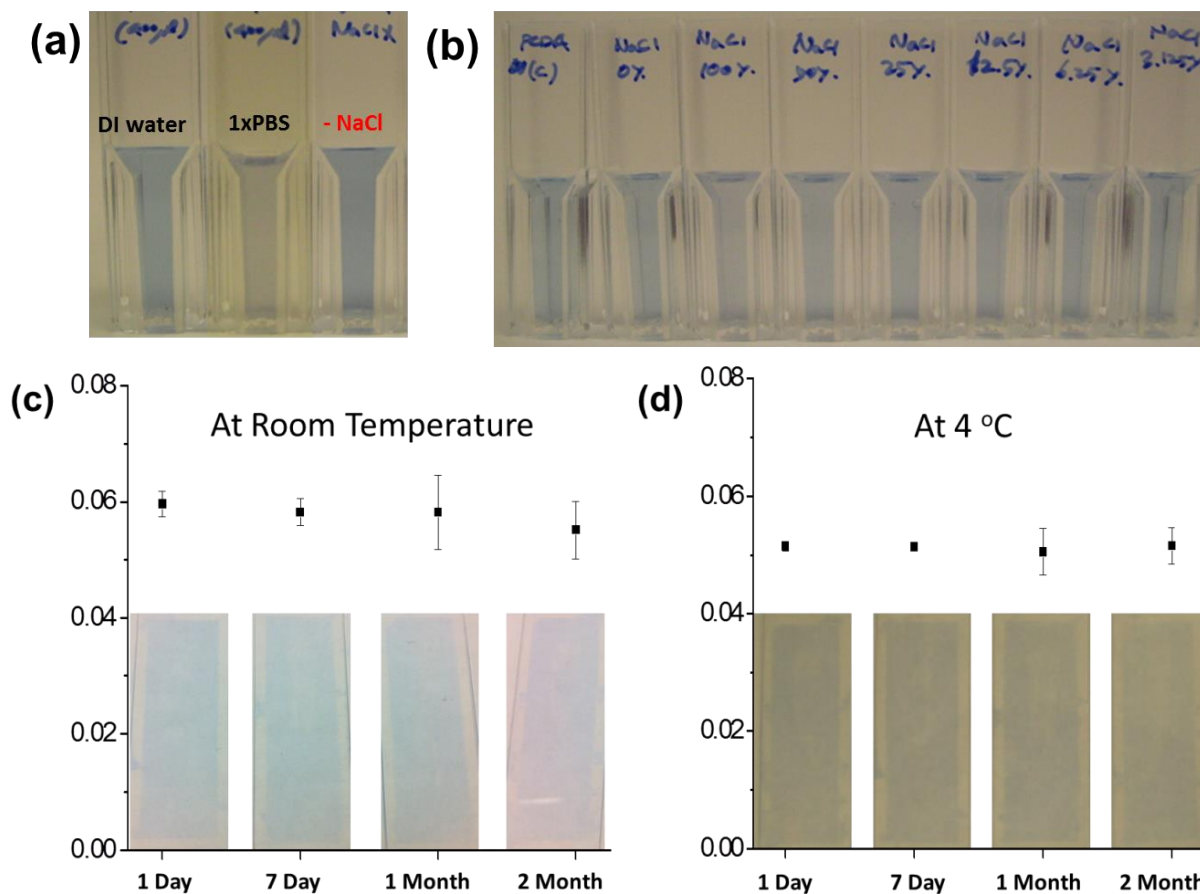 (a)
(400µl) (400µl) NaCl X
DI water 1xPBS - NaCl
(b)
PCDA NaCl NaCl NaCl NaCl NaCl NaCl NaCl
(C) 0%. 100%. 50%. 25%. 12.5%. 6.25%. 3.125%.
(c)
At Room Temperature
0.08
0.06
0.04
0.02
0.00
1 Day 7 Day 1 Month 2 Month
(d)
At 4 °C
0.08
0.06
0.04
0.02
0.00
1 Day 7 Day 1 Month 2 Month